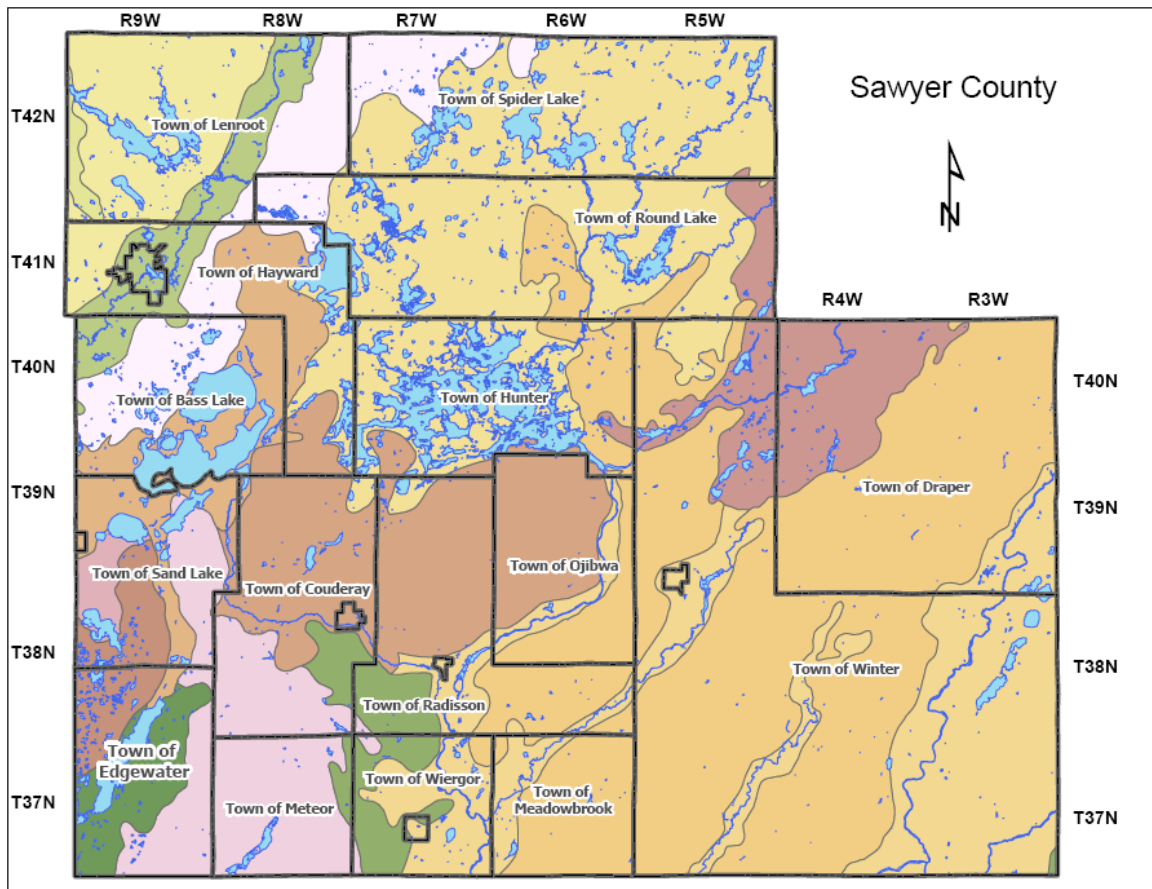 R9W
R8W
R7W
R6W
R5W
Sawyer County
T42N
Town of Spider Lake
Town of Lenroot
N
Town of Round Lake
T41N
Town of Hayward
R4W
R3W
T40N
T40N
Town of Bass Lake
Town of Hunter
T39N
Town of Draper
T39N
Town of Sand Lake
Town of Couderay
Town of Ojibwa
T38N
Town of Winter
T38N
Town of Radisson
Town of
Edgewater
Town of Wiergor
T37N
Town of Meteor
Town of
Meadowbrook
T37N